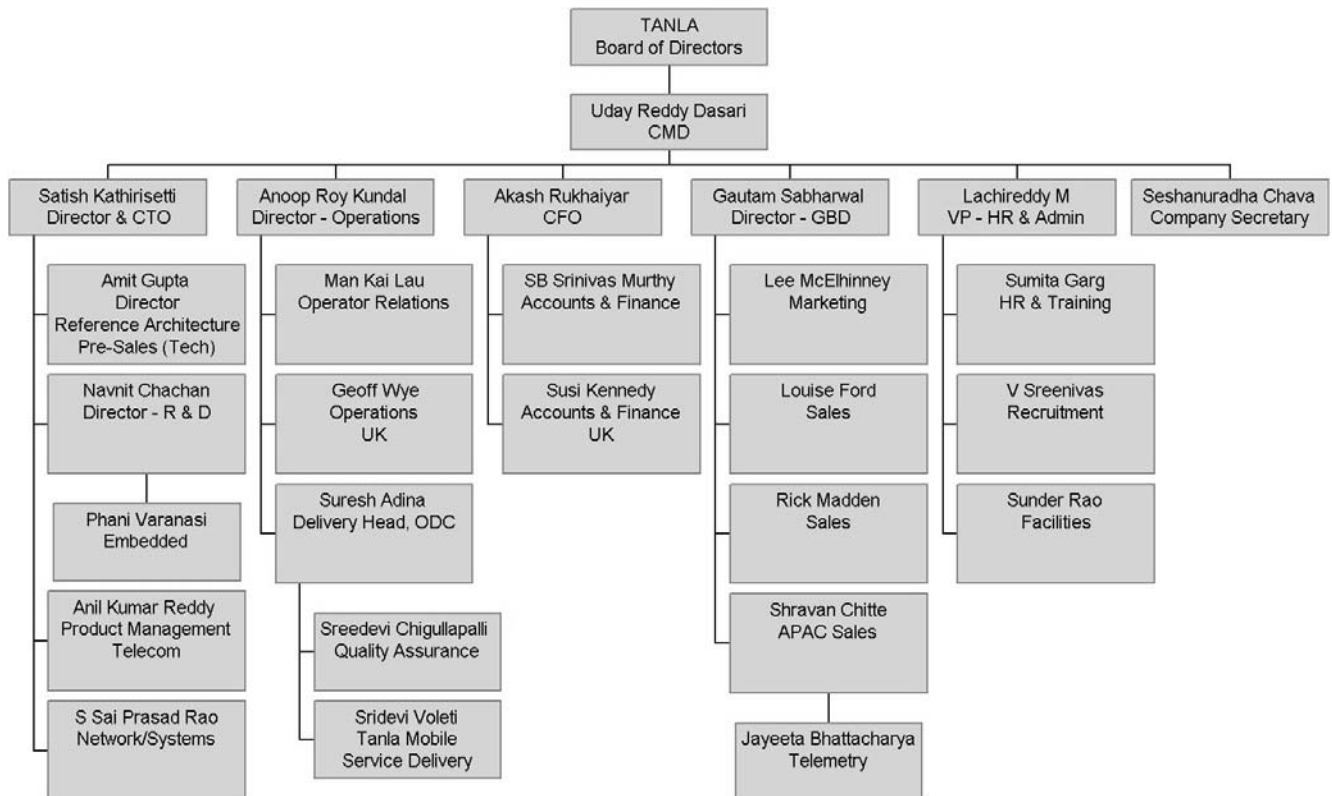 TANLA
Board of Directors
Uday Reddy Dasari
CMD
Satish Kathirisetti
Director & CTO
Amit Gupta
Director
Reference Architecture
Pre-Sales (Tech)
Navnit Chachan
Director - R & D
Phani Varanasi
Embedded
Anil Kumar Reddy
Product Management
Telecom
S Sai Prasad Rao
Network/Systems
Anoop Roy Kundal
Director - Operations
Man Kai Lau
Operator Relations
Geoff Wye
Operations
UK
Suresh Adina
Delivery Head, ODC
Sreedevi Chigullapalli
Quality Assurance
Sridevi Voleti
Tanla Mobile
Service Delivery
Akash Rukhaiyar
CFO
SB Srinivas Murthy
Accounts & Finance
Susi Kennedy
Accounts & Finance
UK
Gautam Sabharwal
Director - GBD
Lee McElhinney
Marketing
Louise Ford
Sales
Rick Madden
Sales
Shravan Chitte
APAC Sales
Jayeeta Bhattacharya
Telemetry
Lachireddy M
VP - HR & Admin
Sumita Garg
HR & Training
V Sreenivas
Recruitment
Sunder Rao
Facilities
Seshanuradha Chava
Company Secretary